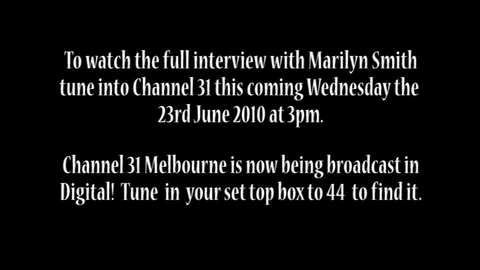 To watch the full interview with Marilyn Smith
tune into Channel 31 this coming Wednesday the
23rd June 2010 at 3pm.
Channel 31 Melbourne is now being broadcast in
Digital! Tune in your set top box to 44 to find it.